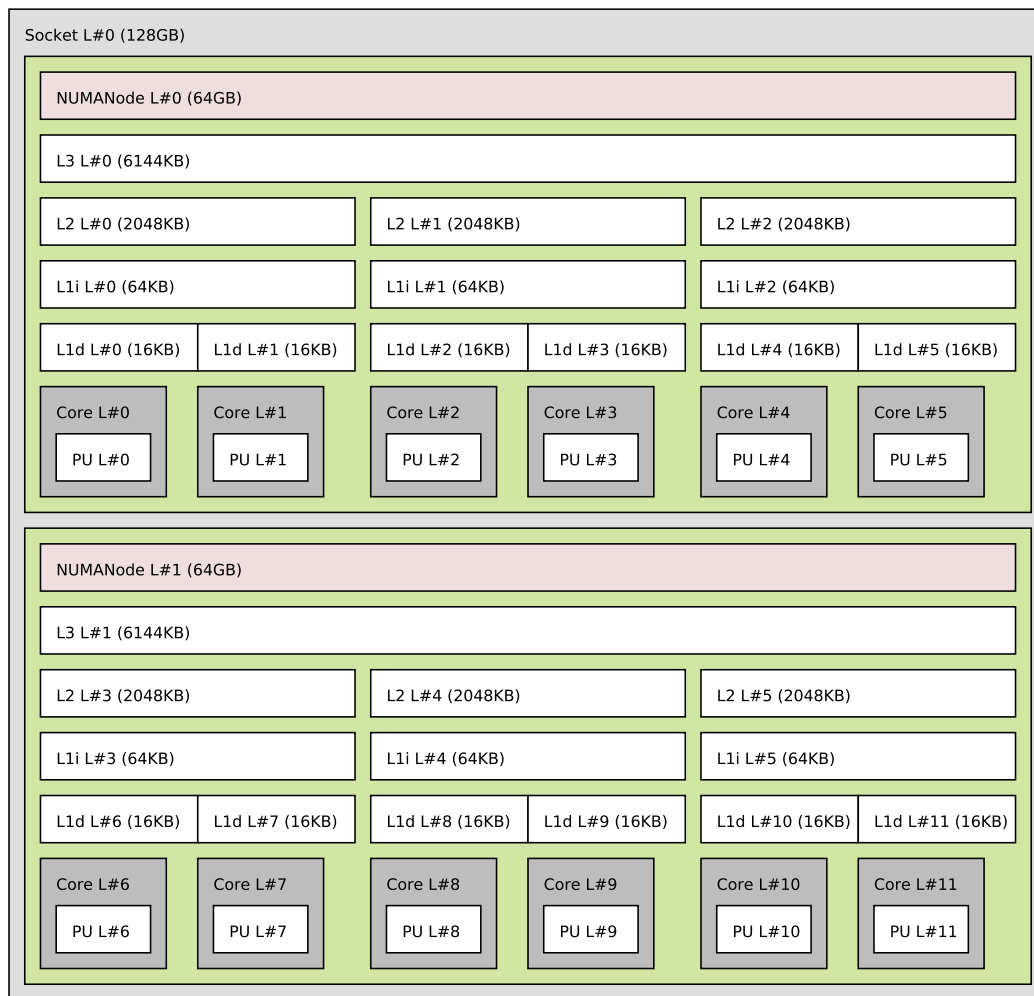 Socket L#0 (128GB)
NUMANode L#0 (64GB)
L3 L#0 (6144KB)
L2 L#0 (2048KB) L2 L#1 (2048KB) L2 L#2 (2048KB)
L1i L#0 (64KB) L1i L#1 (64KB) L1i L#2 (64KB)
L1d L#0 (16KB) L1d L#1 (16KB) L1d L#2 (16KB) L1d L#3 (16KB) L1d L#4 (16KB) L1d L#5 (16KB)
Core L#0 Core L#1 Core L#2 Core L#3 Core L#4 Core L#5
PU L#0 PU L#1 PU L#2 PU L#3 PU L#4 PU L#5
NUMANode L#1 (64GB)
L3 L#1 (6144KB)
L2 L#3 (2048KB) L2 L#4 (2048KB) L2 L#5 (2048KB)
L1i L#3 (64KB) L1i L#4 (64KB) L1i L#5 (64KB)
L1d L#6 (16KB) L1d L#7 (16KB) L1d L#8 (16KB) L1d L#9 (16KB) L1d L#10 (16KB) L1d L#11 (16KB)
Core L#6 Core L#7 Core L#8 Core L#9 Core L#10 Core L#11
PU L#6 PU L#7 PU L#8 PU L#9 PU L#10 PU L#11